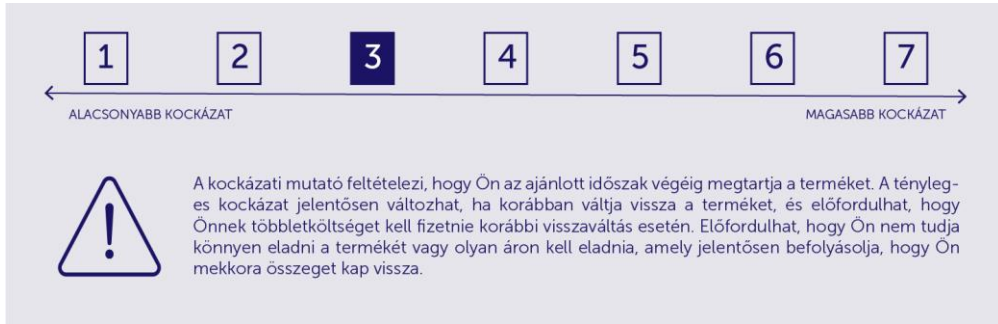 1 2 3 4 5 6 7
ALACSONYABB KOCKÁZAT MAGASABB KOCKÁZAT
A kockázati mutató feltételezi, hogy Ön az ajánlott időszak végéig megtartja a terméket. A tényleg-
es kockázat jelentősen változhat, ha korábban váltja vissza a terméket, és előfordulhat, hogy
Önnek többletköltséget kell fizetnie korábbi visszaváltás esetén. Előfordulhat, hogy Ön nem tudja
könnyen eladni a termékét vagy olyan áron kell eladnia, amely jelentősen befolyásolja, hogy Ön
mekkora összeget kap vissza.